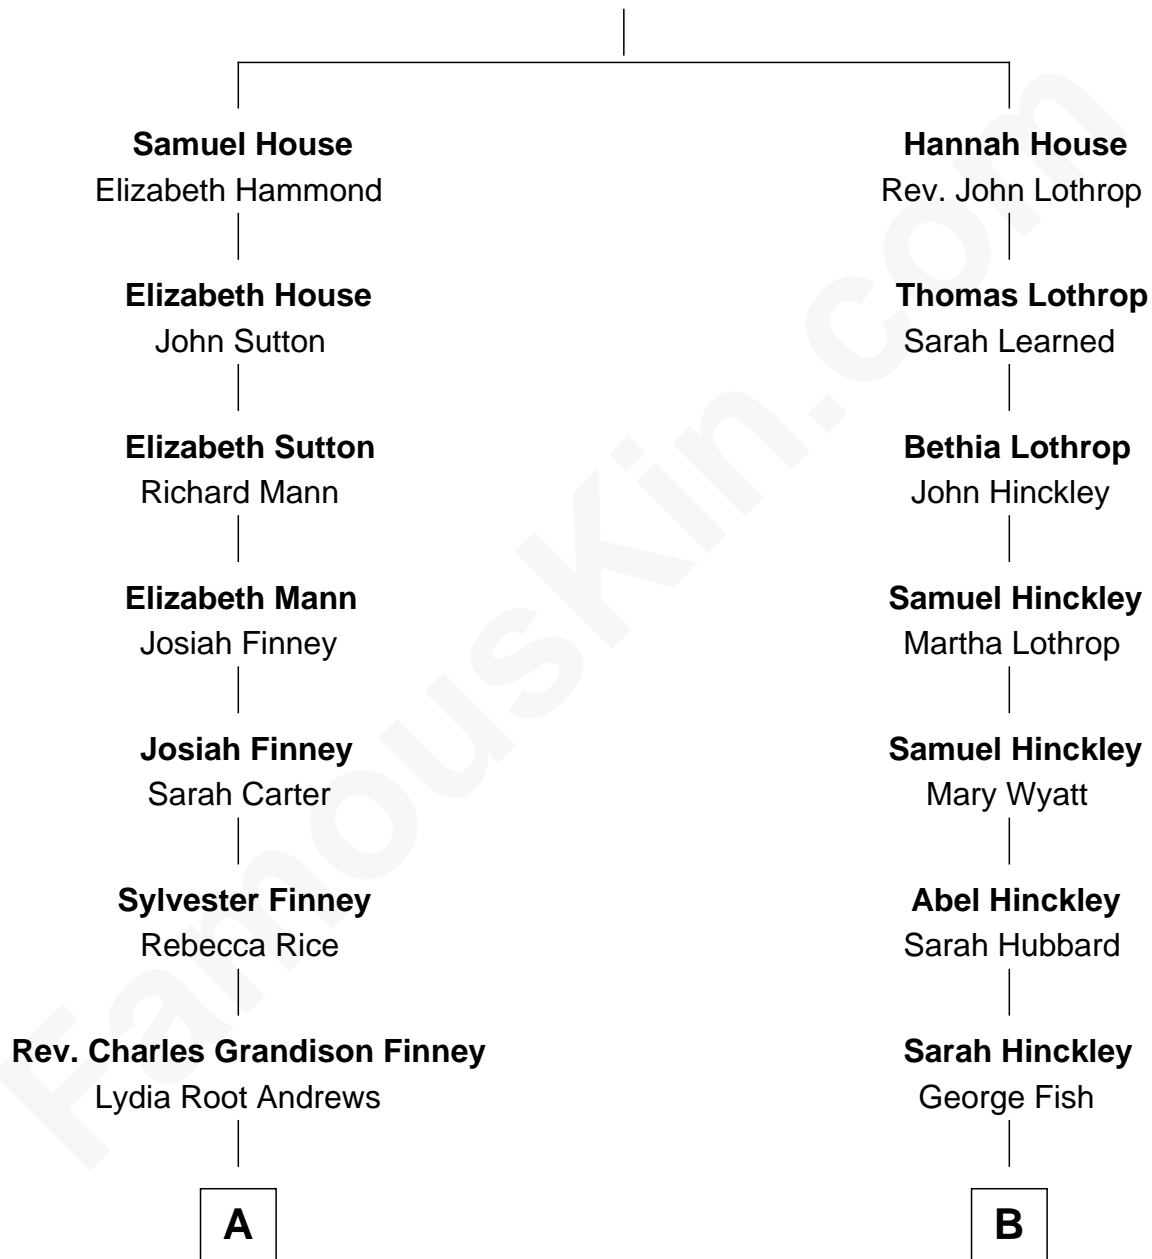 Samuel House
Elizabeth Hammond
Elizabeth House
John Sutton
Elizabeth Sutton
Richard Mann
Elizabeth Mann
Josiah Finney
Josiah Finney
Sarah Carter
Sylvester Finney
Rebecca Rice
Rev. Charles Grandison Finney
Lydia Root Andrews
A
Hannah House
Rev. John Lothrop
Thomas Lothrop
Sarah Learned
Bethia Lothrop
John Hinckley
Samuel Hinckley
Martha Lothrop
Samuel Hinckley
Mary Wyatt
Abel Hinckley
Sarah Hubbard
Sarah Hinckley
George Fish
B
FamousKin.com